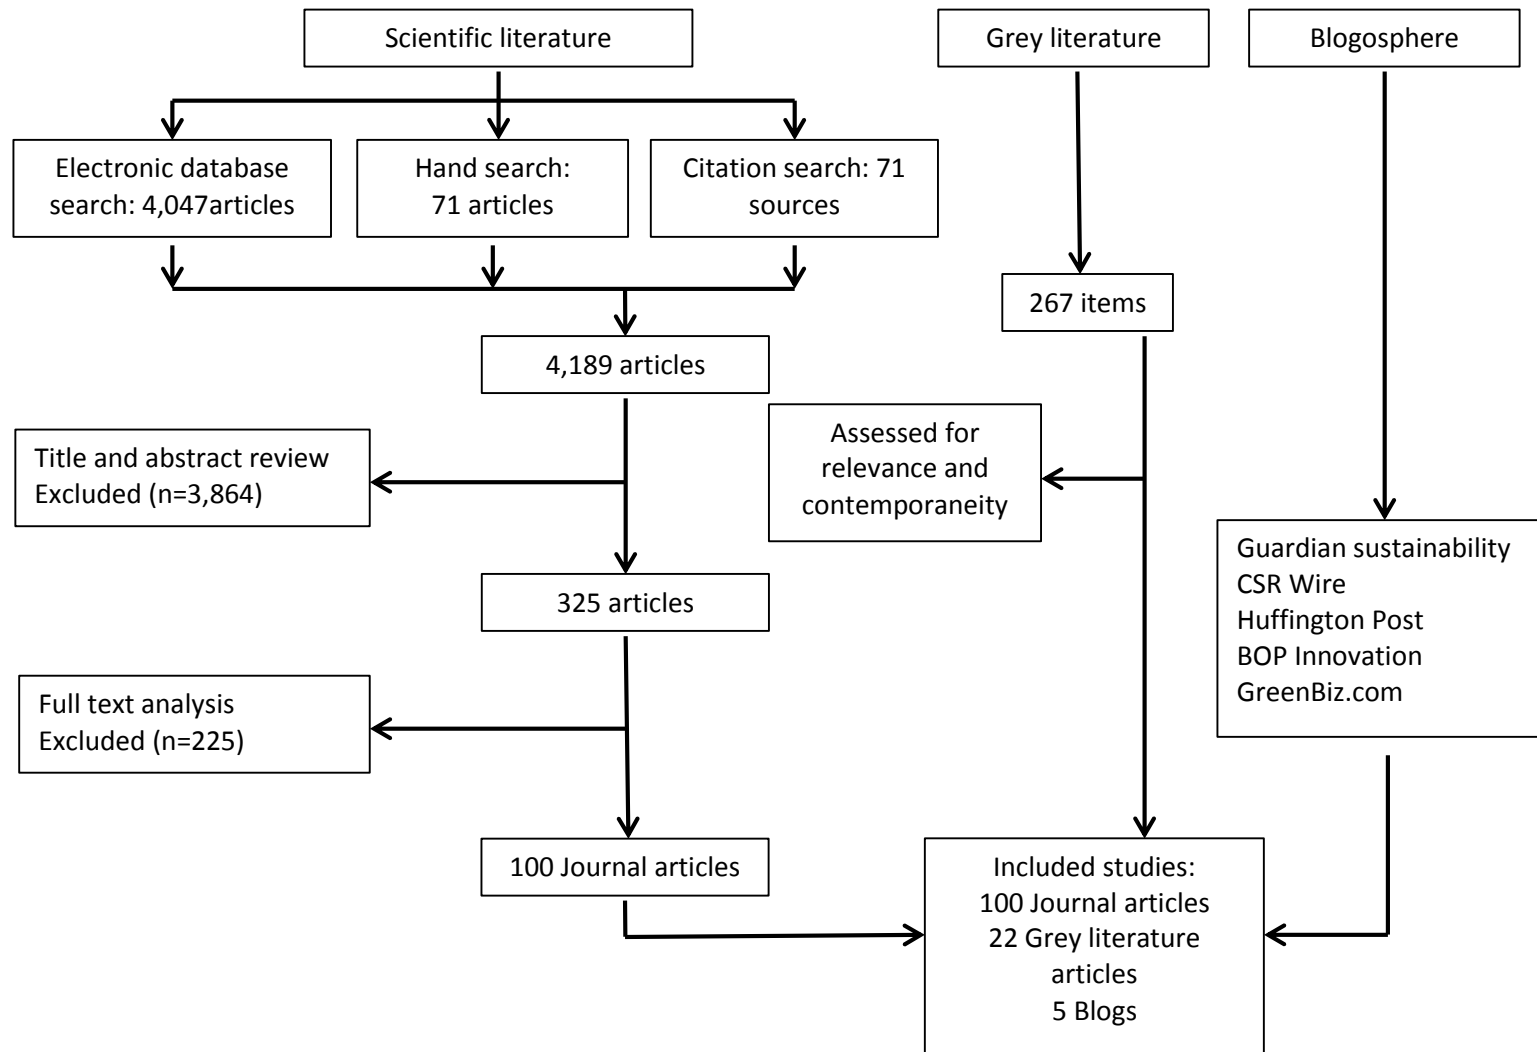 Scientific literature
Grey literature
Blogosphere
Electronic database
search: 4,047articles
Hand search:
71 articles
Citation search: 71
sources
267 items
4,189 articles
Title and abstract review
Excluded (n=3,864)
Assessed for
relevance and
contemporaneity
325 articles
Guardian sustainability
CSR Wire
Huffington Post
BOP Innovation
GreenBiz.com
Full text analysis
Excluded (n=225)
100 Journal articles
Included studies:
100 Journal articles
22 Grey literature
articles
5 Blogs